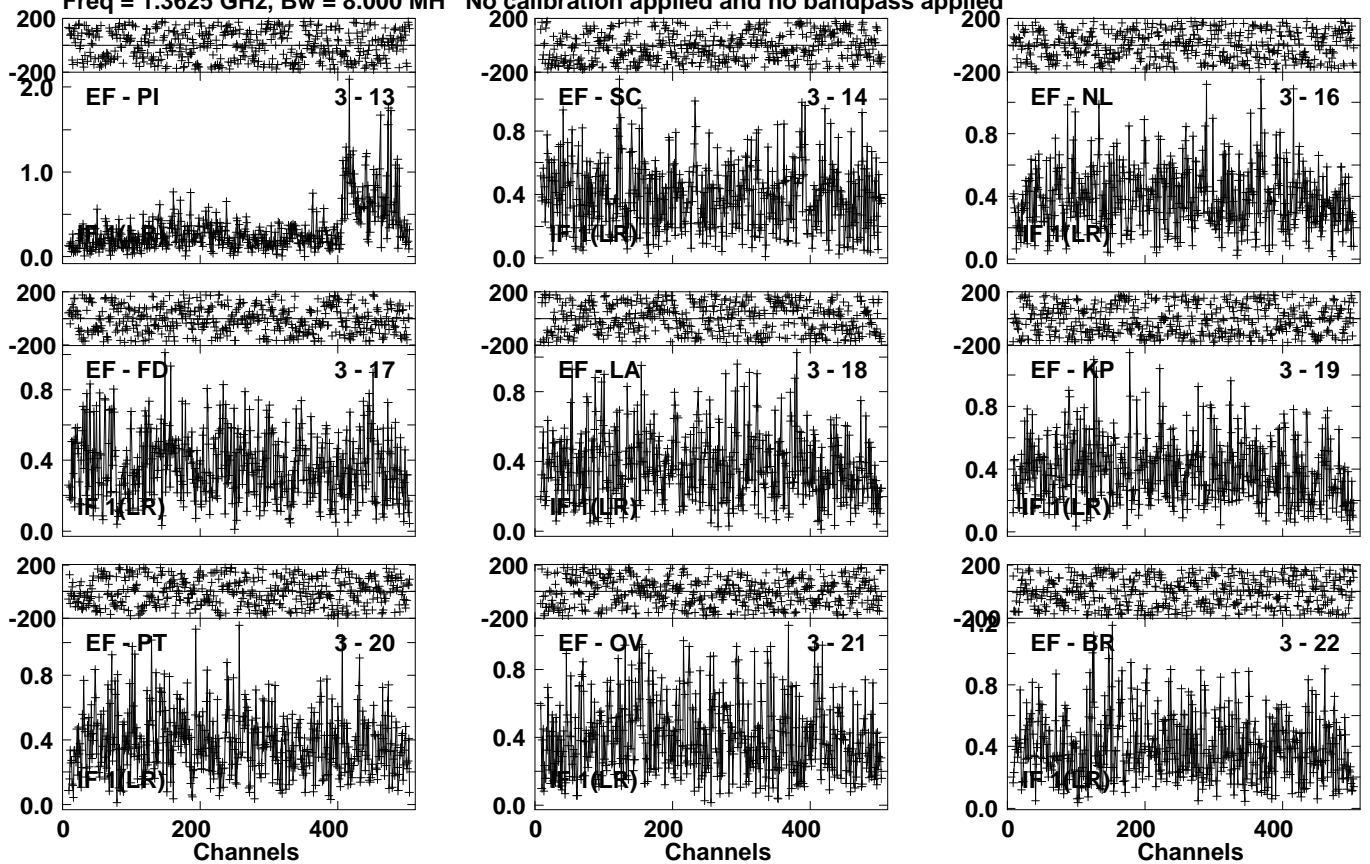 Freq = 1.3625 GHz, Bw = 8.000 MH No calibration applied and no bandpass applied
200
-200
2.0
1.0
0.0
EF - PI 3 - 13
IF 1(LR)
-200
0.8
0.4
0.0
EF - SC 3 - 14
IF 1(LR)
-200
0.8
0.4
0.0
EF - NL 3 - 16
IF 1(LR)
200
-200
0.8
0.4
0.0
EF - FD 3 - 17
IF 1(LR)
200
-200
0.8
0.4
0.0
EF - LA 3 - 18
IF 1(LR)
200
-200
0.8
0.4
0.0
EF - KP 3 - 19
IF 1(LR)
200
-200
0.8
0.4
0.0
EF - PT 3 - 20
IF 1(LR)
0 200 400
Channels
200
-200
0.8
0.4
0.0
EF - OV 3 - 21
IF 1(LR)
0 200 400
Channels
200
-200
1.2
0.8
0.4
0.0
EF - BR 3 - 22
IF 1(LR)
0 200 400
Channels